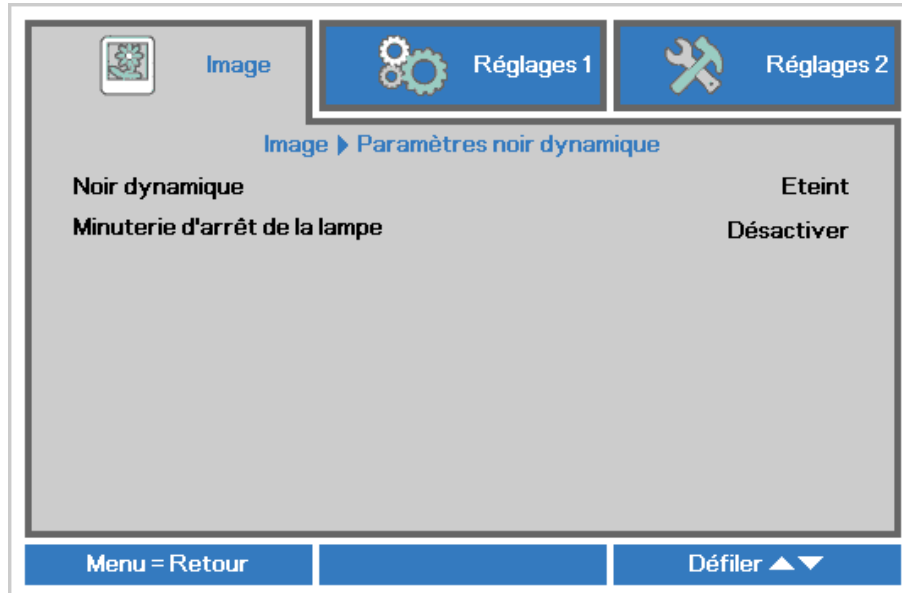 Image
Réglages 1
Réglages 2
Image ▶ Paramètres noir dynamique
Noir dynamique Eteint
Minuterie d'arrêt de la lampe Désactiver
Menu = Retour
Défiler ▲▼